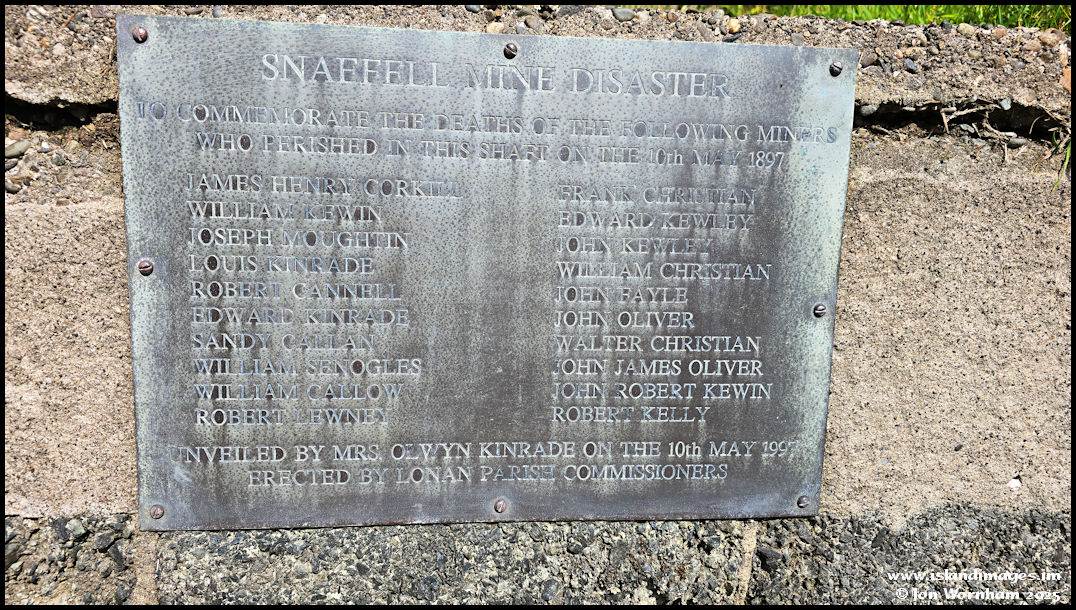 SNAEFELL MINE DISASTER
TO COMMEMORATE THE DEATHS OF THE FOLLOWING MINERS
WHO PERISHED IN THIS SHAFT ON THE 10th MAY 1897
JAMES HENRY CORKILL
WILLIAM KEWIN
JOSEPH MOUGHTIN
LOUIS KINRADE
ROBERT CANNELL
EDWARD KINRADE
SANDY CALLAN
WILLIAM SENOGLES
WILLIAM CALLOW
ROBERT LEWNEY
FRANK CHRISTIAN
EDWARD KEWLEY
JOHN KEWLEY
WILLIAM CHRISTIAN
JOHN FAYLE
JOHN OLIVER
WALTER CHRISTIAN
JOHN JAMES OLIVER
JOHN ROBERT KEWIN
ROBERT KELLY
UNVEILED BY MRS. OLWYN KINRADE ON THE 10th MAY 1997
ERECTED BY LONAN PARISH COMMISSIONERS
www.islandimages.im
© Jon Wornham 2025